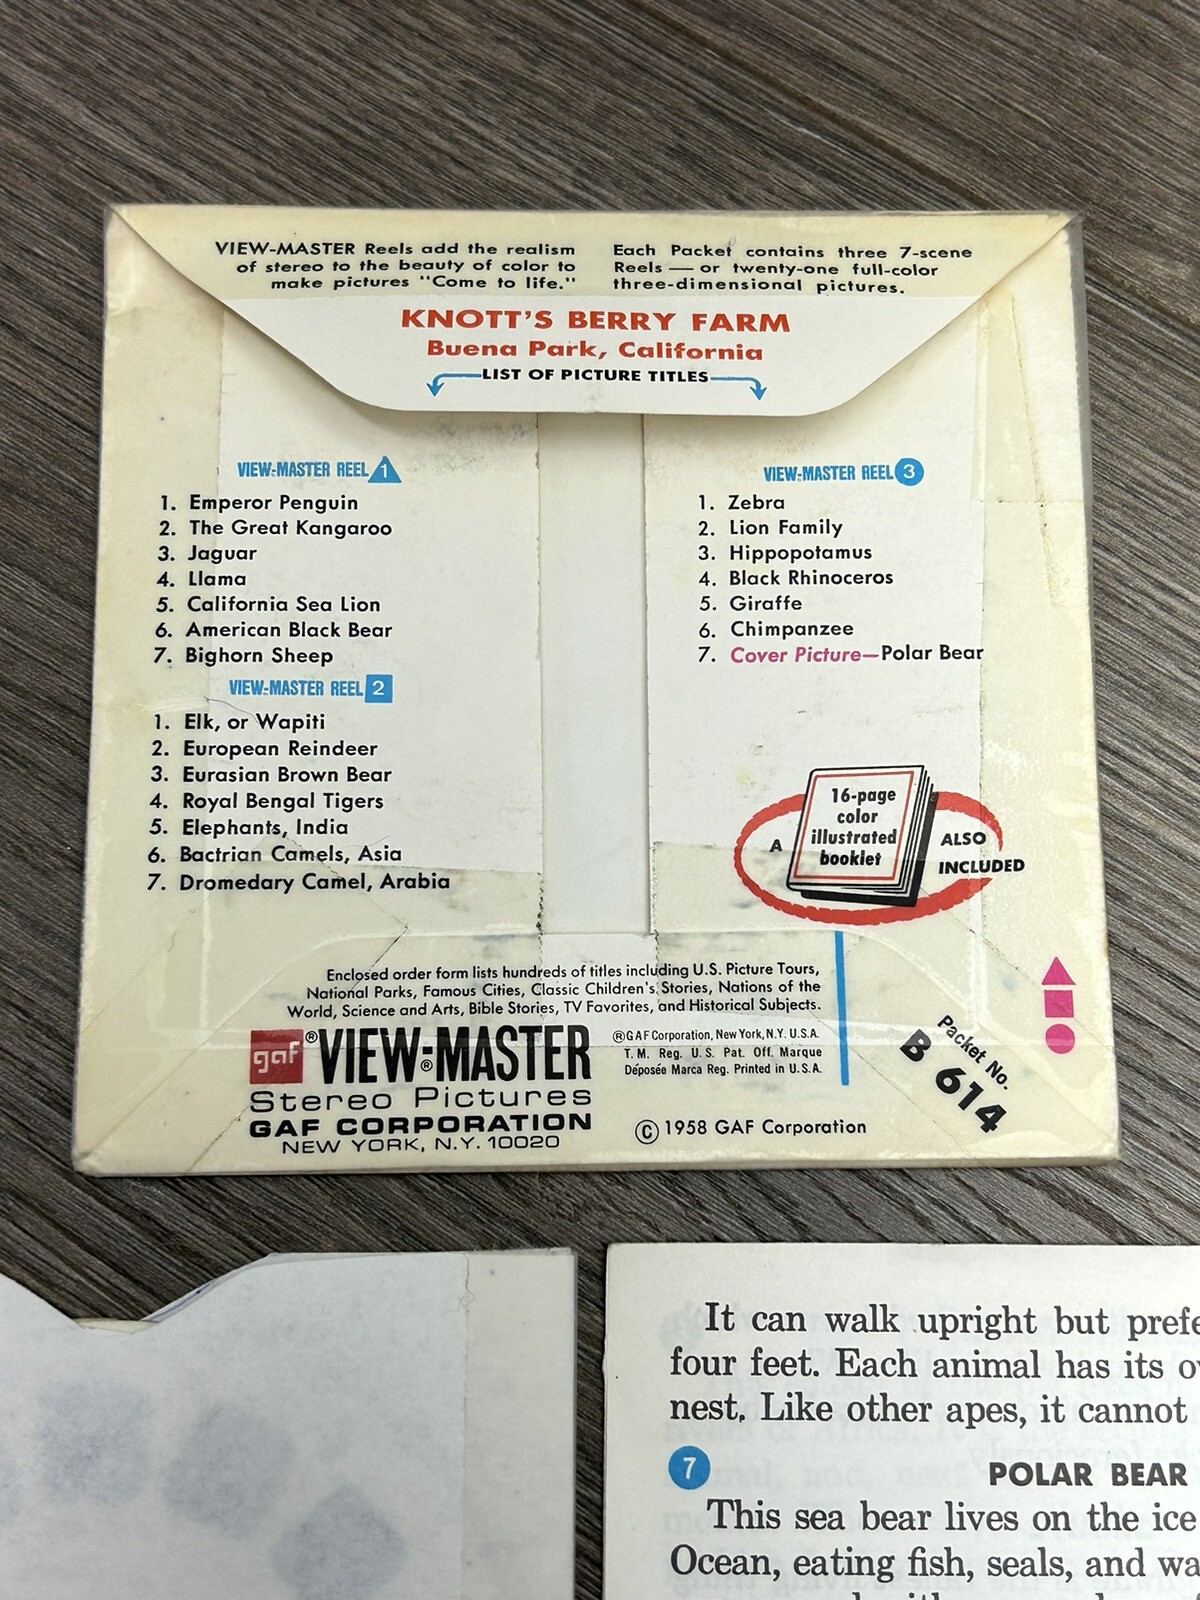 VIEW-MASTER Reels add the realism
of stereo to the beauty of color to
make pictures "Come to life."
Each Packet contains three 7-scene
Reels — or twenty-one full-color
three-dimensional pictures.
KNOTT'S BERRY FARM
Buena Park, California
LIST OF PICTURE TITLES
VIEW-MASTER REEL 1
1. Emperor Penguin
2. The Great Kangaroo
3. Jaguar
4. Llama
5. California Sea Lion
6. American Black Bear
7. Bighorn Sheep
VIEW-MASTER REEL 2
1. Elk, or Wapiti
2. European Reindeer
3. Eurasian Brown Bear
4. Royal Bengal Tigers
5. Elephants, India
6. Bactrian Camels, Asia
7. Dromedary Camel, Arabia
VIEW-MASTER REEL 3
1. Zebra
2. Lion Family
3. Hippopotamus
4. Black Rhinoceros
5. Giraffe
6. Chimpanzee
7. Cover Picture—Polar Bear
A
16-page
color
illustrated
booklet
ALSO
INCLUDED
Enclosed order form lists hundreds of titles including U.S. Picture Tours,
National Parks, Famous Cities, Classic Children's Stories, Nations of the
World, Science and Arts, Bible Stories, TV Favorites, and Historical Subjects.
gaf ® VIEW-MASTER ®
Stereo Pictures
GAF CORPORATION
NEW YORK, N.Y. 10020
® GAF Corporation, New York, N.Y. U.S.A.
T. M. Reg. U. S. Pat. Off. Marque
Déposée Marca Reg. Printed in U.S.A.
© 1958 GAF Corporation
Packet No.
B 614
It can walk upright but
four feet. Each animal has its
nest. Like other apes, it cannot
7 POLAR BEAR
This sea bear lives on the ice
Ocean, eating fish, seals, and